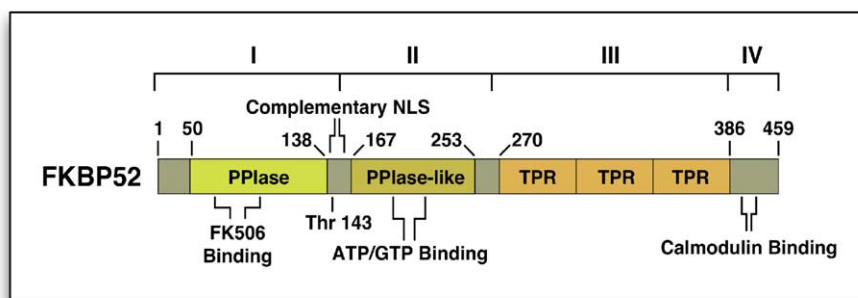 I II III IV
Complementary NLS
1 50 138 167 253 270 386 459
FKBP52 PPIase PPIase-like TPR TPR TPR
FK506
Binding
Thr 143
ATP/GTP Binding
Calmodulin Binding